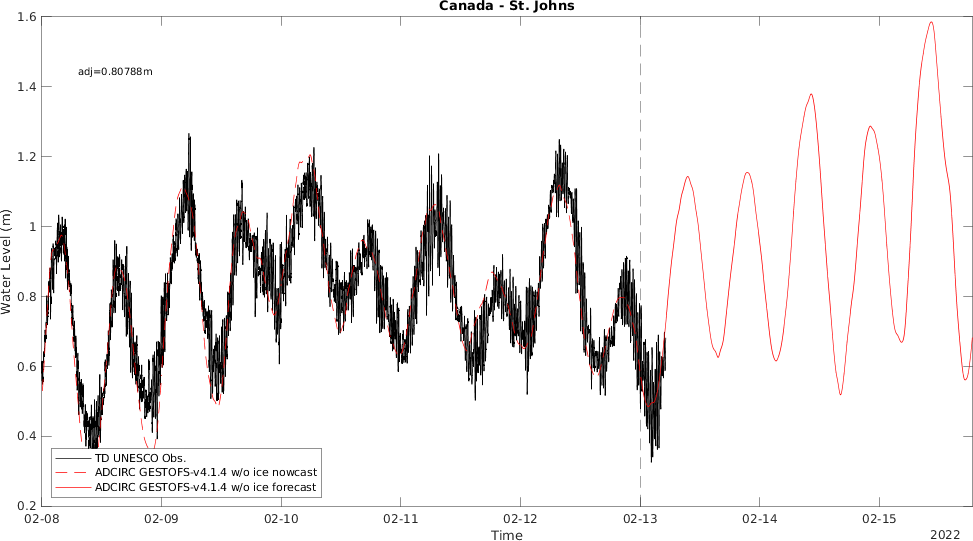 Canada - St. Johns
1.6
adj=0.80788m
1.4
1.2
1
0.8
0.6
0.4
0.2
Water Level (m)
TD UNESCO Obs.
ADCIRC GESTOFS-v4.1.4 w/o ice nowcast
ADCIRC GESTOFS-v4.1.4 w/o ice forecast
02-08 02-09 02-10 02-11 02-12 02-13 02-14 02-15
Time
2022